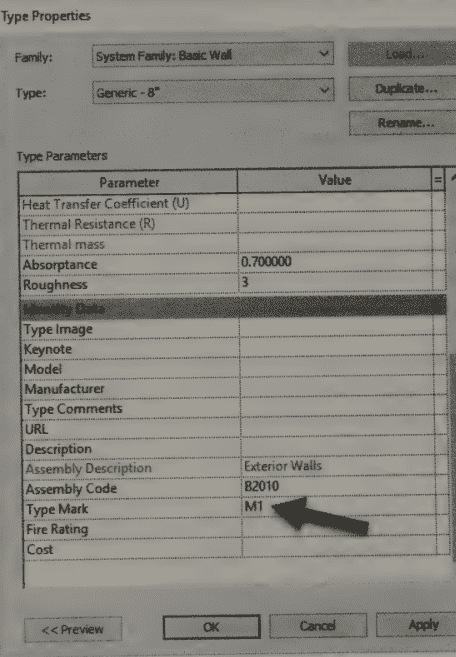 Type Properties
Family: System Family: Basic Wall Load...
Type: Generic - 8" Duplicate...
Rename...
Type Parameters
Parameter Value =
Heat Transfer Coefficient (U)
Thermal Resistance (R)
Thermal mass
Absorptance 0.700000
Roughness 3
Identity Data
Type Image
Keynote
Model
Manufacturer
Type Comments
URL
Description
Assembly Description Exterior Walls
Assembly Code B2010
Type Mark M1
Fire Rating
Cost
<< Preview OK Cancel Apply